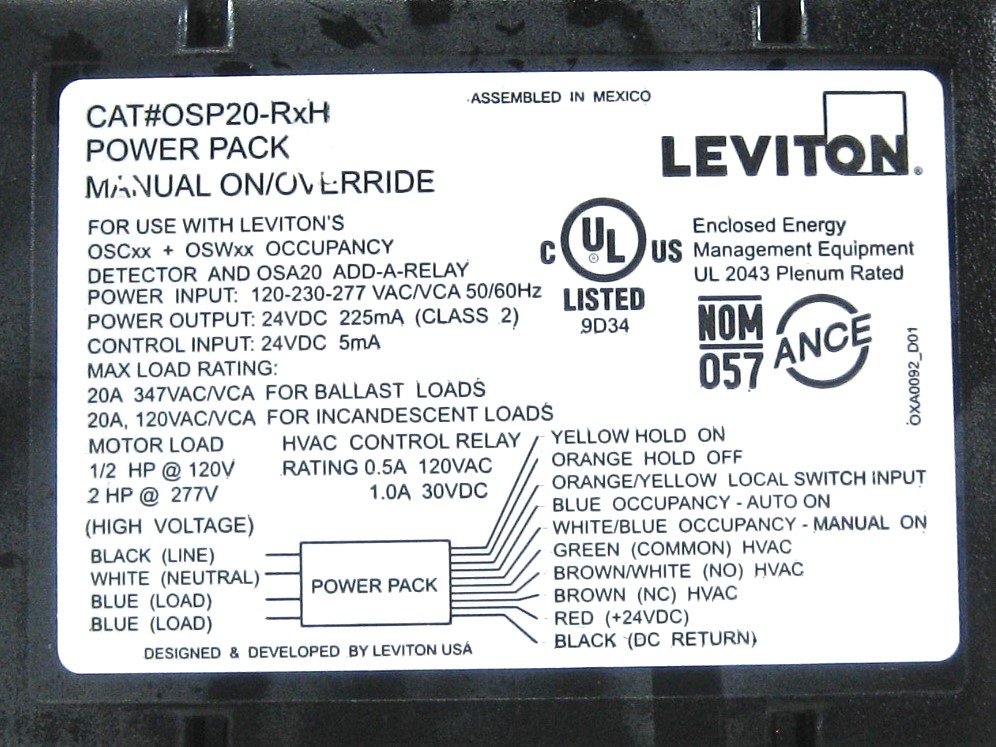 ASSEMBLED IN MEXICO
CAT#OSP20-RxH
POWER PACK
MANUAL ON/OVERRIDE
LEVITON®
FOR USE WITH LEVITON'S
OSCxx + OSWxx OCCUPANCY
DETECTOR AND OSA20 ADD-A-RELAY
POWER INPUT: 120-230-277 VAC/VCA 50/60Hz
POWER OUTPUT: 24VDC 225mA (CLASS 2)
CONTROL INPUT: 24VDC 5mA
MAX LOAD RATING:
20A 347VAC/VCA FOR BALLAST LOADS
20A, 120VAC/VCA FOR INCANDESCENT LOADS
C UL® US
LISTED
9D34
Enclosed Energy
Management Equipment
UL 2043 Plenum Rated
NOM
057
ANCE
OXA0092_D01
MOTOR LOAD
1/2 HP @ 120V
2 HP @ 277V
HVAC CONTROL RELAY
RATING 0.5A 120VAC
1.0A 30VDC
(HIGH VOLTAGE)
BLACK (LINE)
WHITE (NEUTRAL)
BLUE (LOAD)
BLUE (LOAD)
POWER PACK
YELLOW HOLD ON
ORANGE HOLD OFF
ORANGE/YELLOW LOCAL SWITCH INPUT
BLUE OCCUPANCY - AUTO ON
WHITE/BLUE OCCUPANCY - MANUAL ON
GREEN (COMMON) HVAC
BROWN/WHITE (NO) HVAC
BROWN (NC) HVAC
RED (+24VDC)
BLACK (DC RETURN)
DESIGNED & DEVELOPED BY LEVITON USA